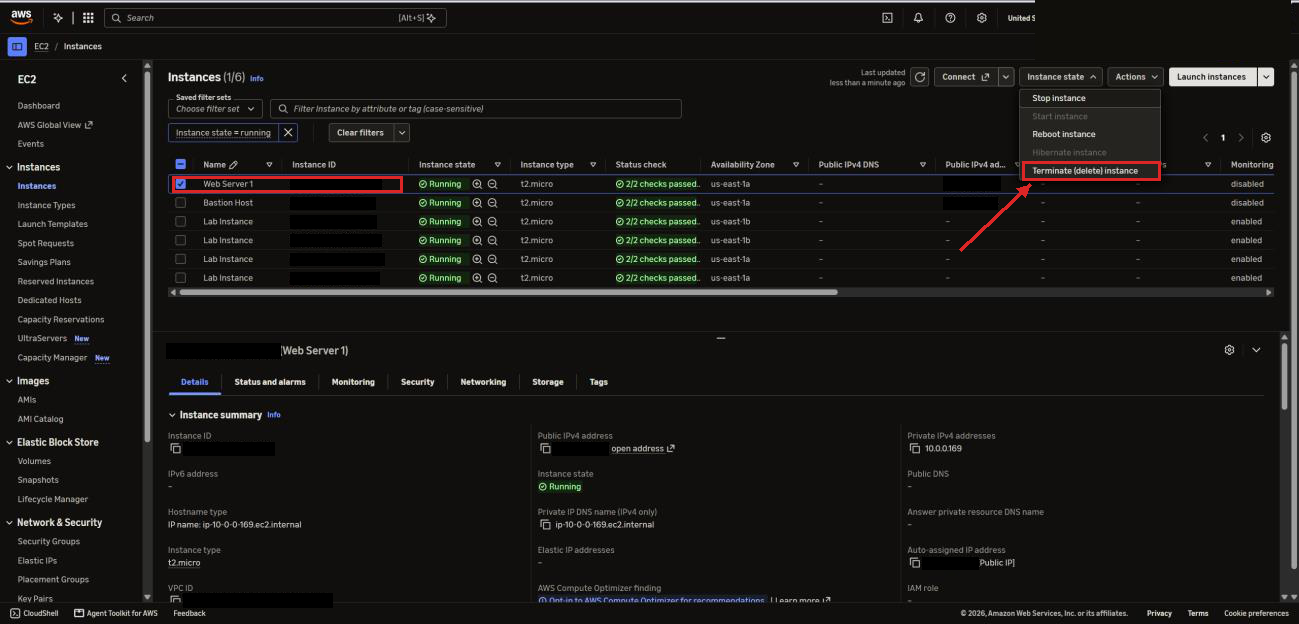 aws
Search [Alt+S]
United S
EC2 / Instances
EC2
Dashboard
AWS Global View
Events
Instances
Instances
Instance Types
Launch Templates
Spot Requests
Savings Plans
Reserved Instances
Dedicated Hosts
Capacity Reservations
UltraServers New
Capacity Manager New
Images
AMIs
AMI Catalog
Elastic Block Store
Volumes
Snapshots
Lifecycle Manager
Network & Security
Security Groups
Elastic IPs
Placement Groups
Key Pairs
Instances (1/6) Info
Last updated
less than a minute ago
Connect
Instance state
Actions
Launch instances
Stop instance
Start instance
Reboot instance
Hibernate instance
Terminate (delete) instance
Saved filter sets
Choose filter set
Filter Instance by attribute or tag (case-sensitive)
Instance state = running
Clear filters
1
Name Instance ID Instance state Instance type Status check Availability Zone Public IPv4 DNS Public IPv4 ad... s Monitoring
Web Server 1 Running t2.micro 2/2 checks passed.. us-east-1a – – – disabled
Bastion Host Running t2.micro 2/2 checks passed.. us-east-1a – – – disabled
Lab Instance Running t2.micro 2/2 checks passed.. us-east-1b – – – – enabled
Lab Instance Running t2.micro 2/2 checks passed.. us-east-1b – – – – enabled
Lab Instance Running t2.micro 2/2 checks passed.. us-east-1a – – – – enabled
Lab Instance Running t2.micro 2/2 checks passed.. us-east-1a – – – – enabled
(Web Server 1)
Details Status and alarms Monitoring Security Networking Storage Tags
Instance summary Info
Instance ID
IPv6 address
–
Hostname type
IP name: ip-10-0-0-169.ec2.internal
Instance type
t2.micro
VPC ID
Public IPv4 address
open address
Instance state
Running
Private IP DNS name (IPv4 only)
ip-10-0-0-169.ec2.internal
Elastic IP addresses
–
AWS Compute Optimizer finding
Opt-in to AWS Compute Optimizer for recommendations. | Learn more
Private IPv4 addresses
10.0.0.169
Public DNS
–
Answer private resource DNS name
–
Auto-assigned IP address
[Public IP]
IAM role
–
CloudShell Agent Toolkit for AWS Feedback
© 2026, Amazon Web Services, Inc. or its affiliates. Privacy Terms Cookie preferences